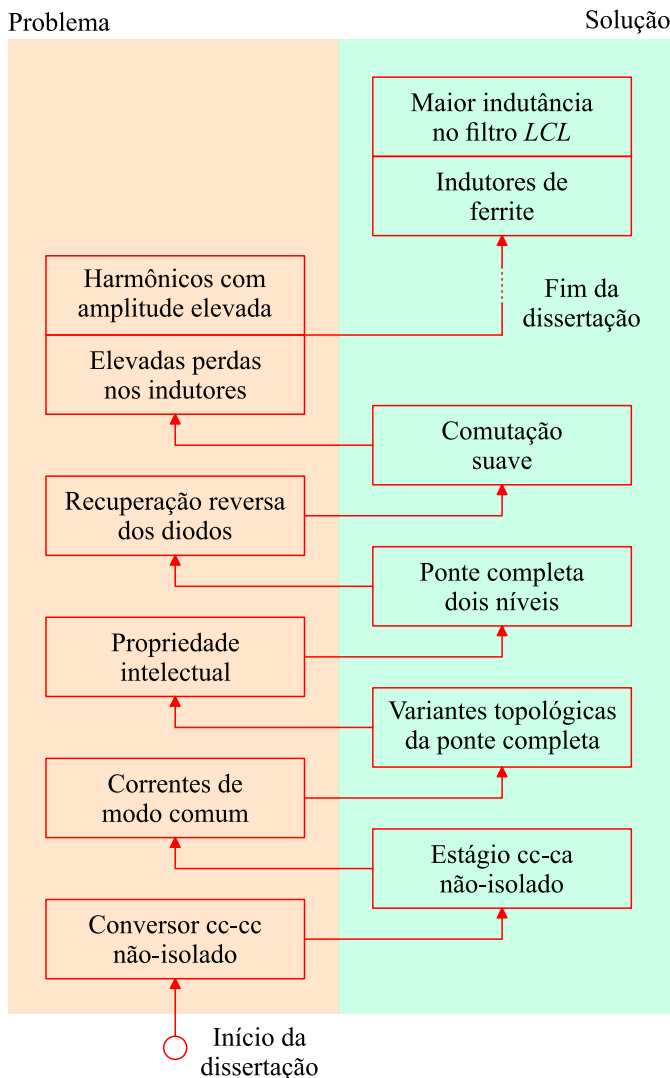 Problema
Solução
Maior indutância
no filtro LCL
Indutores de
ferrite
Harmônicos com
amplitude elevada
Fim da
dissertação
Elevadas perdas
nos indutores
Comutação
suave
Recuperação reversa
dos diodos
Ponte completa
dois níveis
Propriedade
intelectual
Variantes topológicas
da ponte completa
Correntes de
modo comum
Estágio cc-ca
não-isolado
Conversor cc-cc
não-isolado
Início da
dissertação